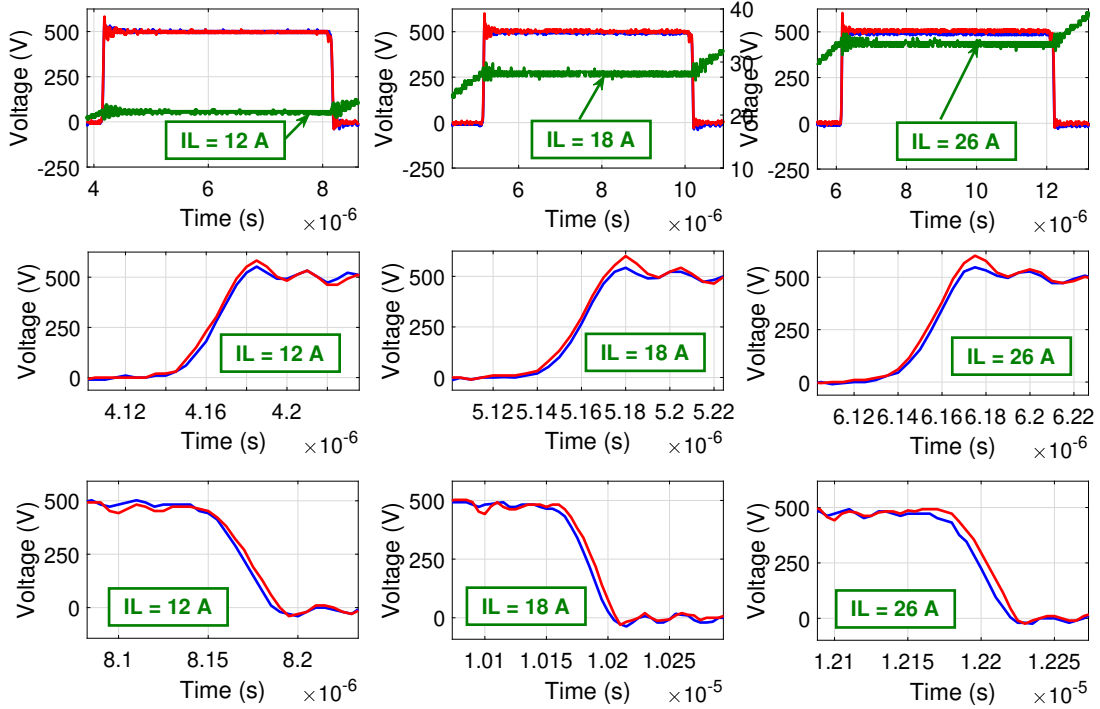 500
250
0
-250
Voltage (V)
IL = 12 A
4
6
8
Time (s)
×10⁻⁶
500
250
0
-250
Voltage (V)
IL = 18 A
6
8
10
Time (s)
×10⁻⁶
40
30
20
10
500
250
0
-250
Voltage (V)
IL = 26 A
6
8
10
12
Time (s)
×10⁻⁶
500
250
0
Voltage (V)
IL = 12 A
4.12
4.16
4.2
Time (s)
×10⁻⁶
500
250
0
Voltage (V)
IL = 18 A
5.12
5.14
5.16
5.18
5.2
5.22
Time (s)
×10⁻⁶
500
250
0
Voltage (V)
IL = 26 A
6.12
6.14
6.16
6.18
6.2
6.22
Time (s)
×10⁻⁶
500
250
0
Voltage (V)
IL = 12 A
8.1
8.15
8.2
Time (s)
×10⁻⁶
500
250
0
Voltage (V)
IL = 18 A
1.01
1.015
1.02
1.025
Time (s)
×10⁻⁵
500
250
0
Voltage (V)
IL = 26 A
1.21
1.215
1.22
1.225
Time (s)
×10⁻⁵